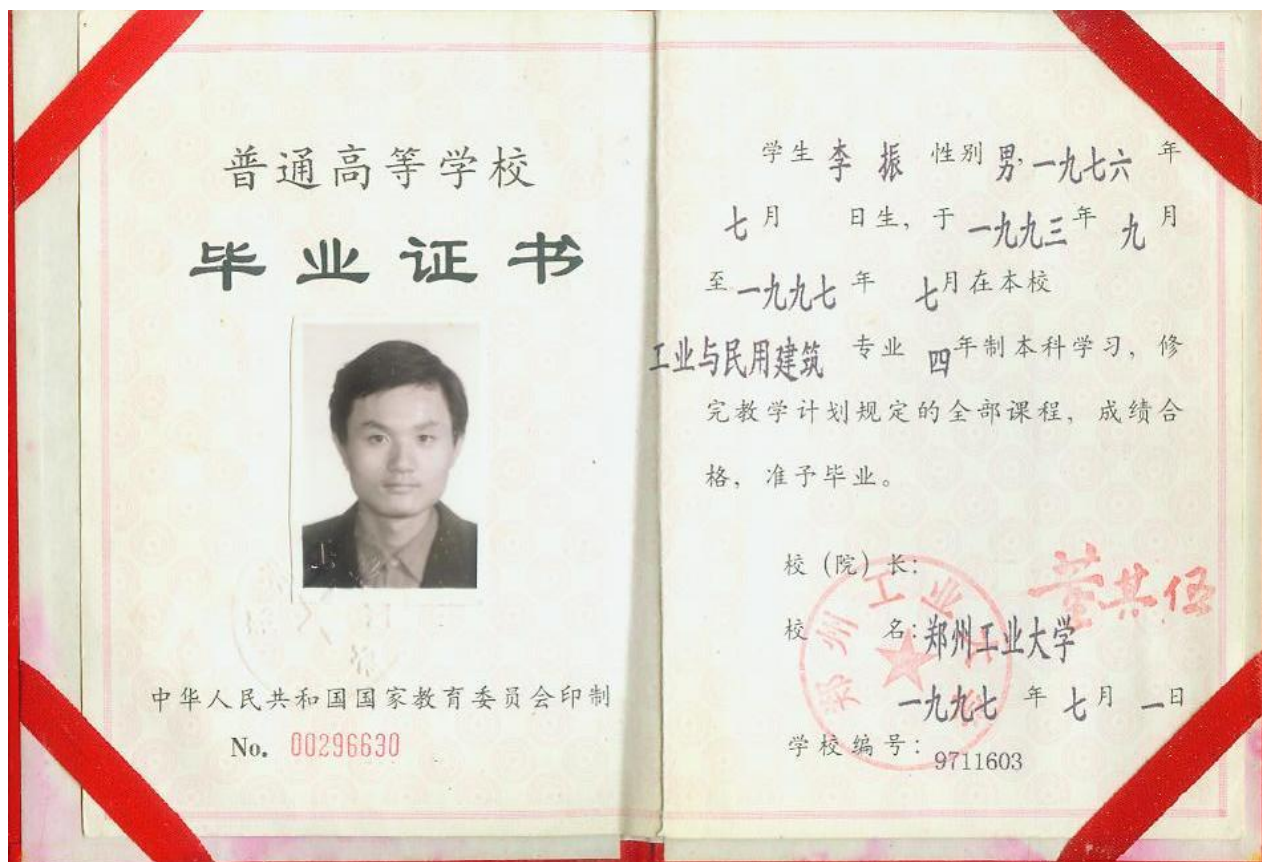 普通高等学校
毕业证书
中华人民共和国国家教育委员会印制
No. 00296630
学生 李振 性别 男, 一九七六 年
七月 日生, 于 一九九三 年 九 月
至 一九九七 年 七月在本校
工业与民用建筑 专业 四年制本科学习, 修
完教学计划规定的全部课程, 成绩合
格, 准予毕业。
校(院)长: 董其伍
校名: 郑州工业大学
一九九七 年 七月 一日
学校编号: 9711603